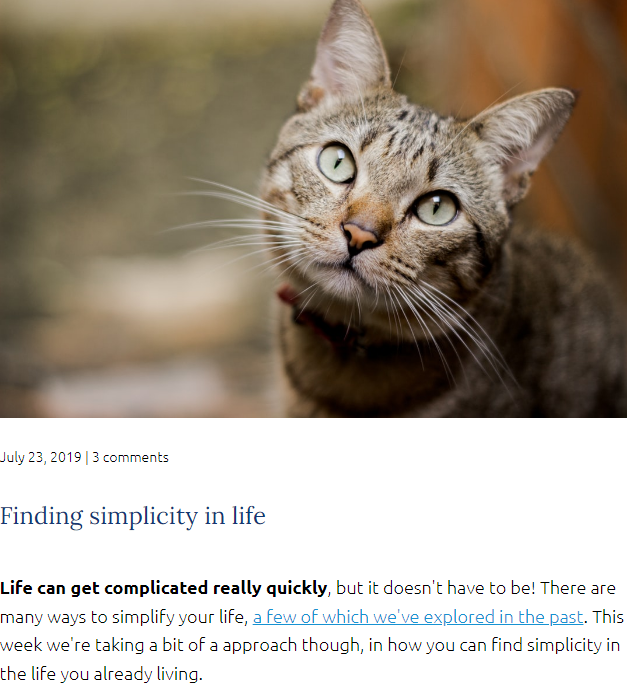 July 23, 2019 | 3 comments
Finding simplicity in life
Life can get complicated really quickly, but it doesn't have to be! There are
many ways to simplify your life, a few of which we've explored in the past. This
week we're taking a bit of a approach though, in how you can find simplicity in
the life you already living.